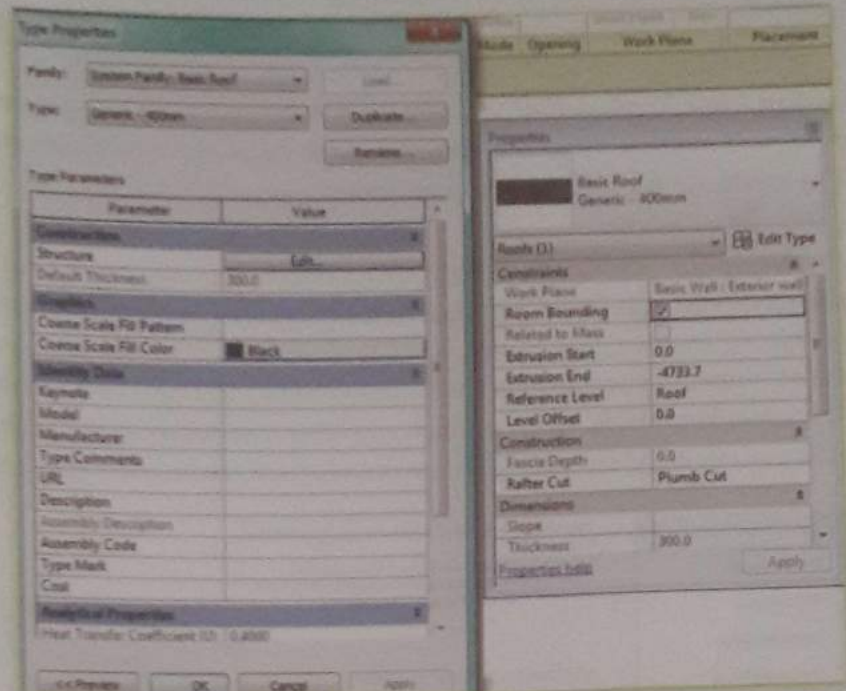 Type Properties
Family: System Family: Basic Roof
Load...
Type: Generic - 400mm
Duplicate...
Rename...
Type Parameters
Parameter Value
Construction
Structure Edit...
Default Thickness 300.0
Graphics
Coarse Scale Fill Pattern
Coarse Scale Fill Color Black
Identity Data
Keynote
Model
Manufacturer
Type Comments
URL
Description
Assembly Description
Assembly Code
Type Mark
Cost
Analytical Properties
Heat Transfer Coefficient (U) 0.4000
<< Preview OK Cancel Apply
Mode Opening Work Plane Placement
Properties
Basic Roof
Generic - 400mm
Roofs (1) Edit Type
Constraints
Work Plane Basic Wall : Exterior wall
Room Bounding
Related to Mass
Extrusion Start 0.0
Extrusion End -4733.7
Reference Level Roof
Level Offset 0.0
Construction
Fascia Depth 0.0
Rafter Cut Plumb Cut
Dimensions
Slope
Thickness 300.0
Properties help Apply